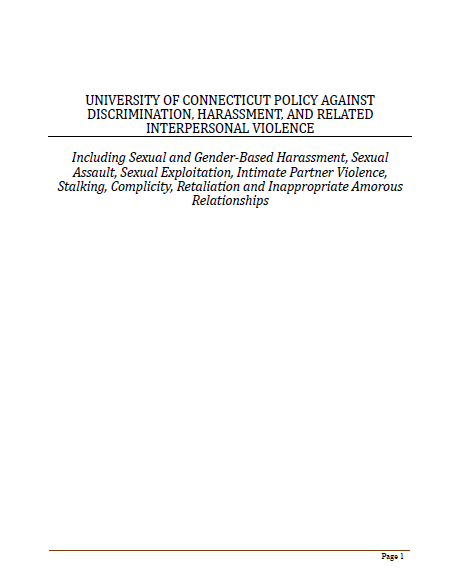 UNIVERSITY OF CONNECTICUT POLICY AGAINST
DISCRIMINATION, HARASSMENT, AND RELATED
INTERPERSONAL VIOLENCE
Including Sexual and Gender-Based Harassment, Sexual
Assault, Sexual Exploitation, Intimate Partner Violence,
Stalking, Complicity, Retaliation and Inappropriate Amorous
Relationships
Page 1